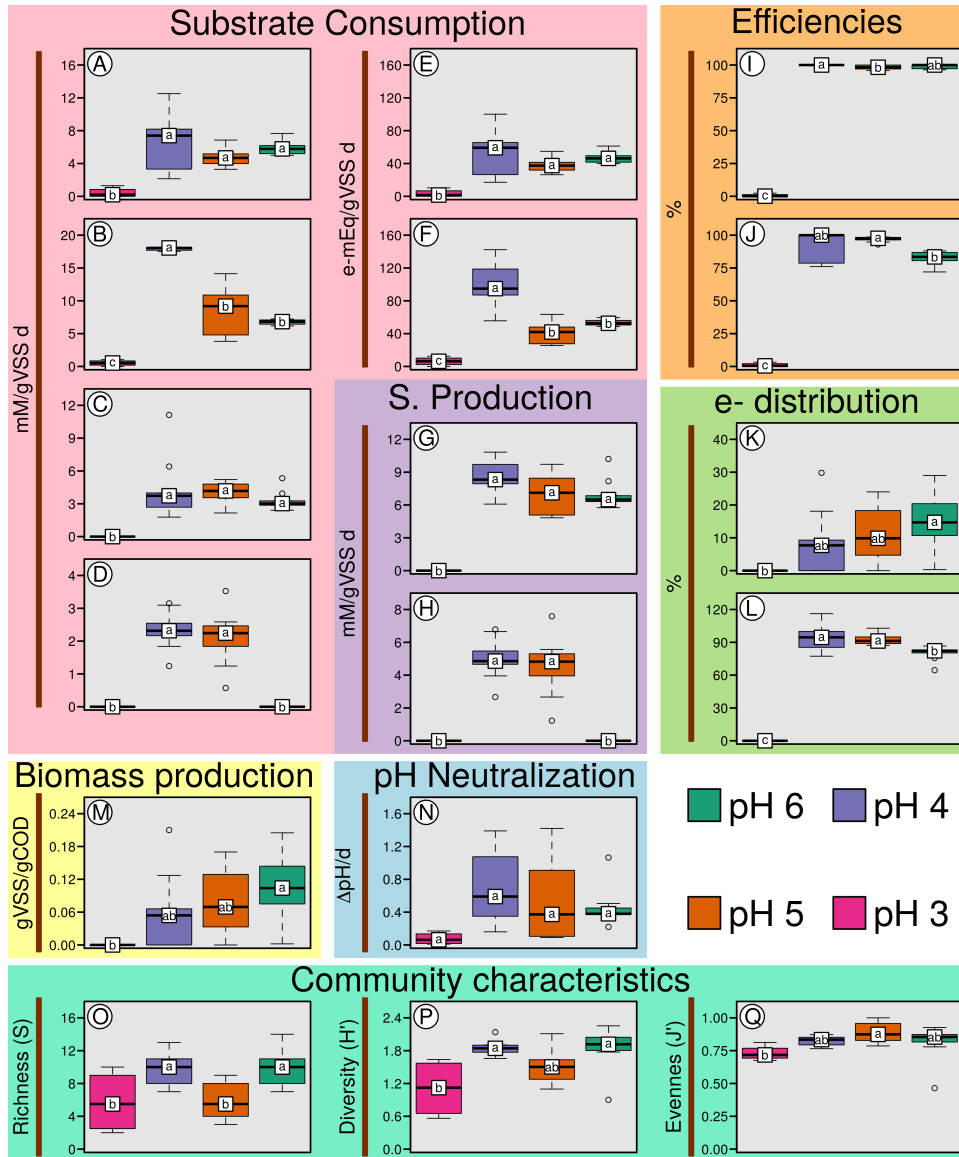 Substrate Consumption
mM/gVSS d
A
16
12
8
4
0
b
a
a
a
B
20
15
10
5
0
c
a
b
b
C
12
9
6
3
0
b
a
a
a
D
4
3
2
1
0
b
a
a
b
e-mEq/gVSS d
E
160
120
80
40
0
b
a
a
a
F
160
120
80
40
0
c
a
b
b
S. Production
mM/gVSS d
G
12
9
6
3
0
b
a
a
a
H
8
6
4
2
0
b
a
a
b
Efficiencies
%
I
100
75
50
25
0
c
a
b
ab
J
100
75
50
25
0
c
ab
a
b
e- distribution
%
K
40
30
20
10
0
b
ab
ab
a
L
120
90
60
30
0
c
a
a
b
Biomass production
gVSS/gCOD
M
0.24
0.18
0.12
0.06
0.00
b
ab
ab
a
pH Neutralization
ΔpH/d
N
1.6
1.2
0.8
0.4
0.0
a
a
a
a
pH 6
pH 4
pH 5
pH 3
Community characteristics
Richness (S)
O
16
12
8
4
0
b
a
b
a
Diversity (H')
P
2.4
1.8
1.2
0.6
0.0
b
a
ab
a
Evennes (J')
Q
1.00
0.75
0.50
0.25
0.00
b
ab
a
ab